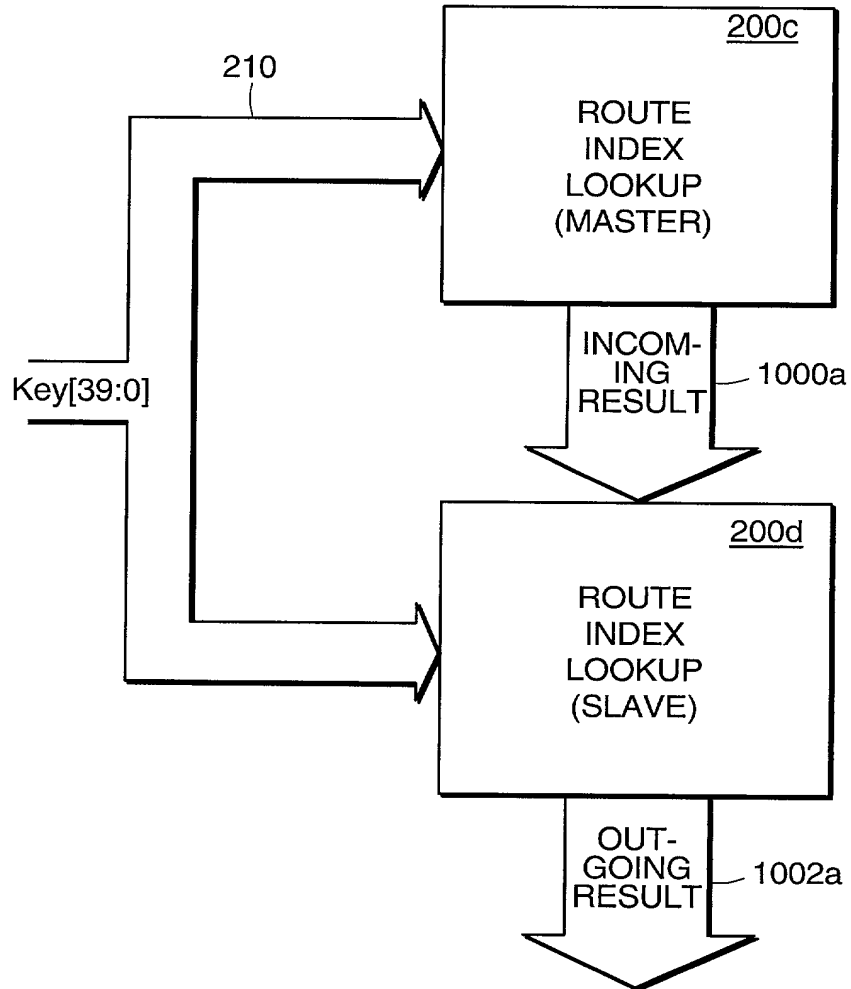 200c
210
ROUTE
INDEX
LOOKUP
(MASTER)
INCOM-
ING
RESULT
1000a
Key[39:0]
200d
ROUTE
INDEX
LOOKUP
(SLAVE)
OUT-
GOING
RESULT
1002a